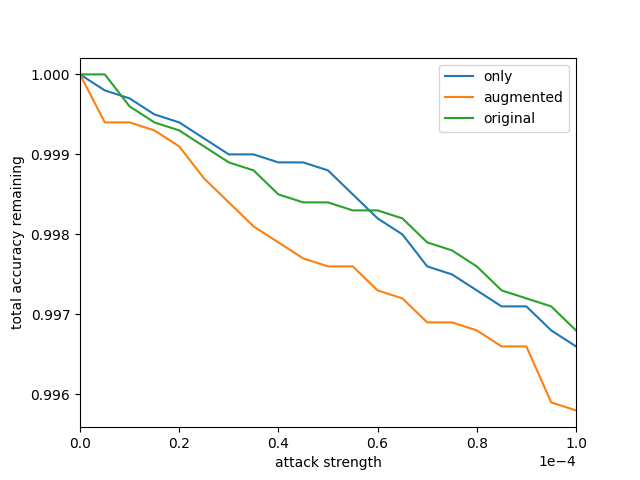 only
augmented
original
1.000
0.999
0.998
0.997
0.996
total accuracy remaining
0.0 0.2 0.4 0.6 0.8 1.0
attack strength
1e−4